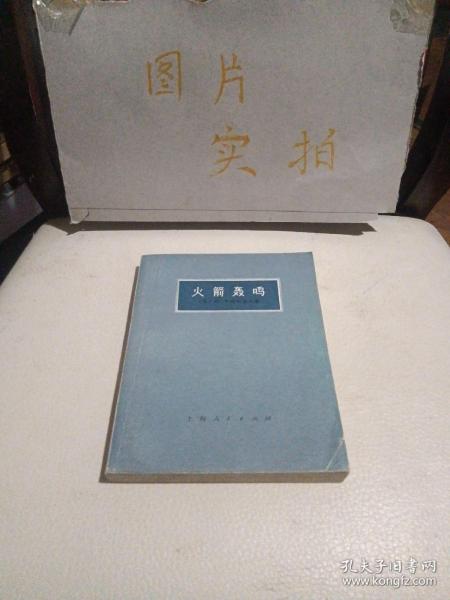 图片
实拍
火箭轰鸣
上海人民出版社
孔夫子旧书网
www.kongfz.com